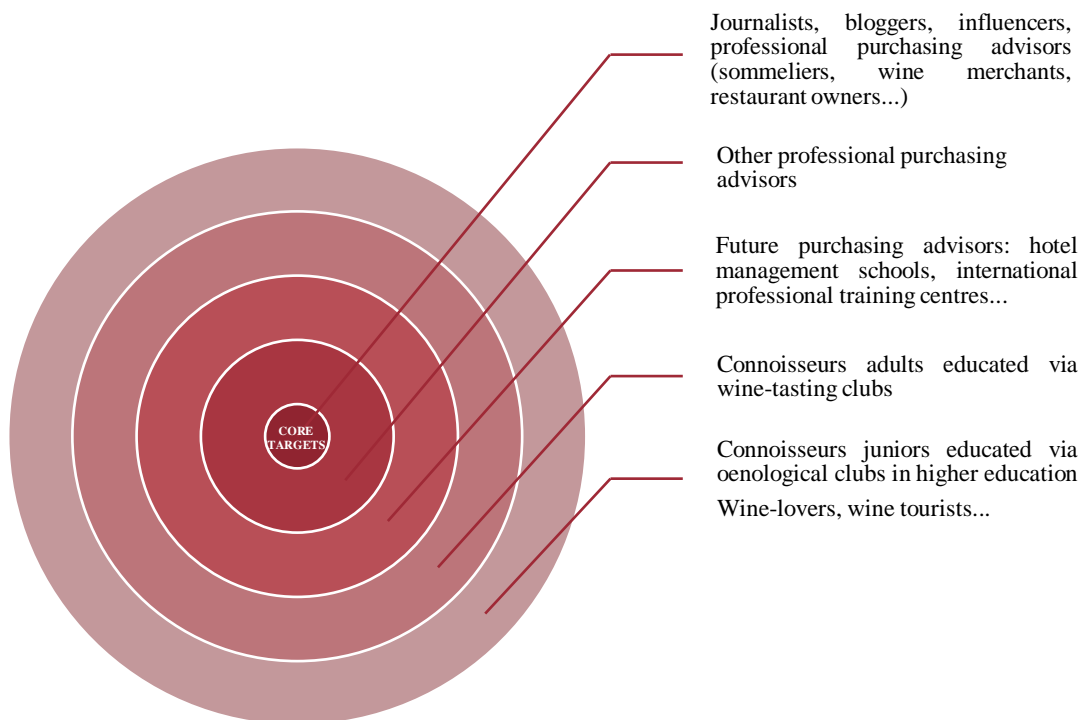 Journalists, bloggers, influencers,
professional purchasing advisors
(sommeliers, wine merchants,
restaurant owners...)
Other professional purchasing
advisors
Future purchasing advisors: hotel
management schools, international
professional training centres...
Connoisseurs adults educated via
wine-tasting clubs
CORE
TARGETS
Connoisseurs juniors educated via
oenological clubs in higher education
Wine-lovers, wine tourists...